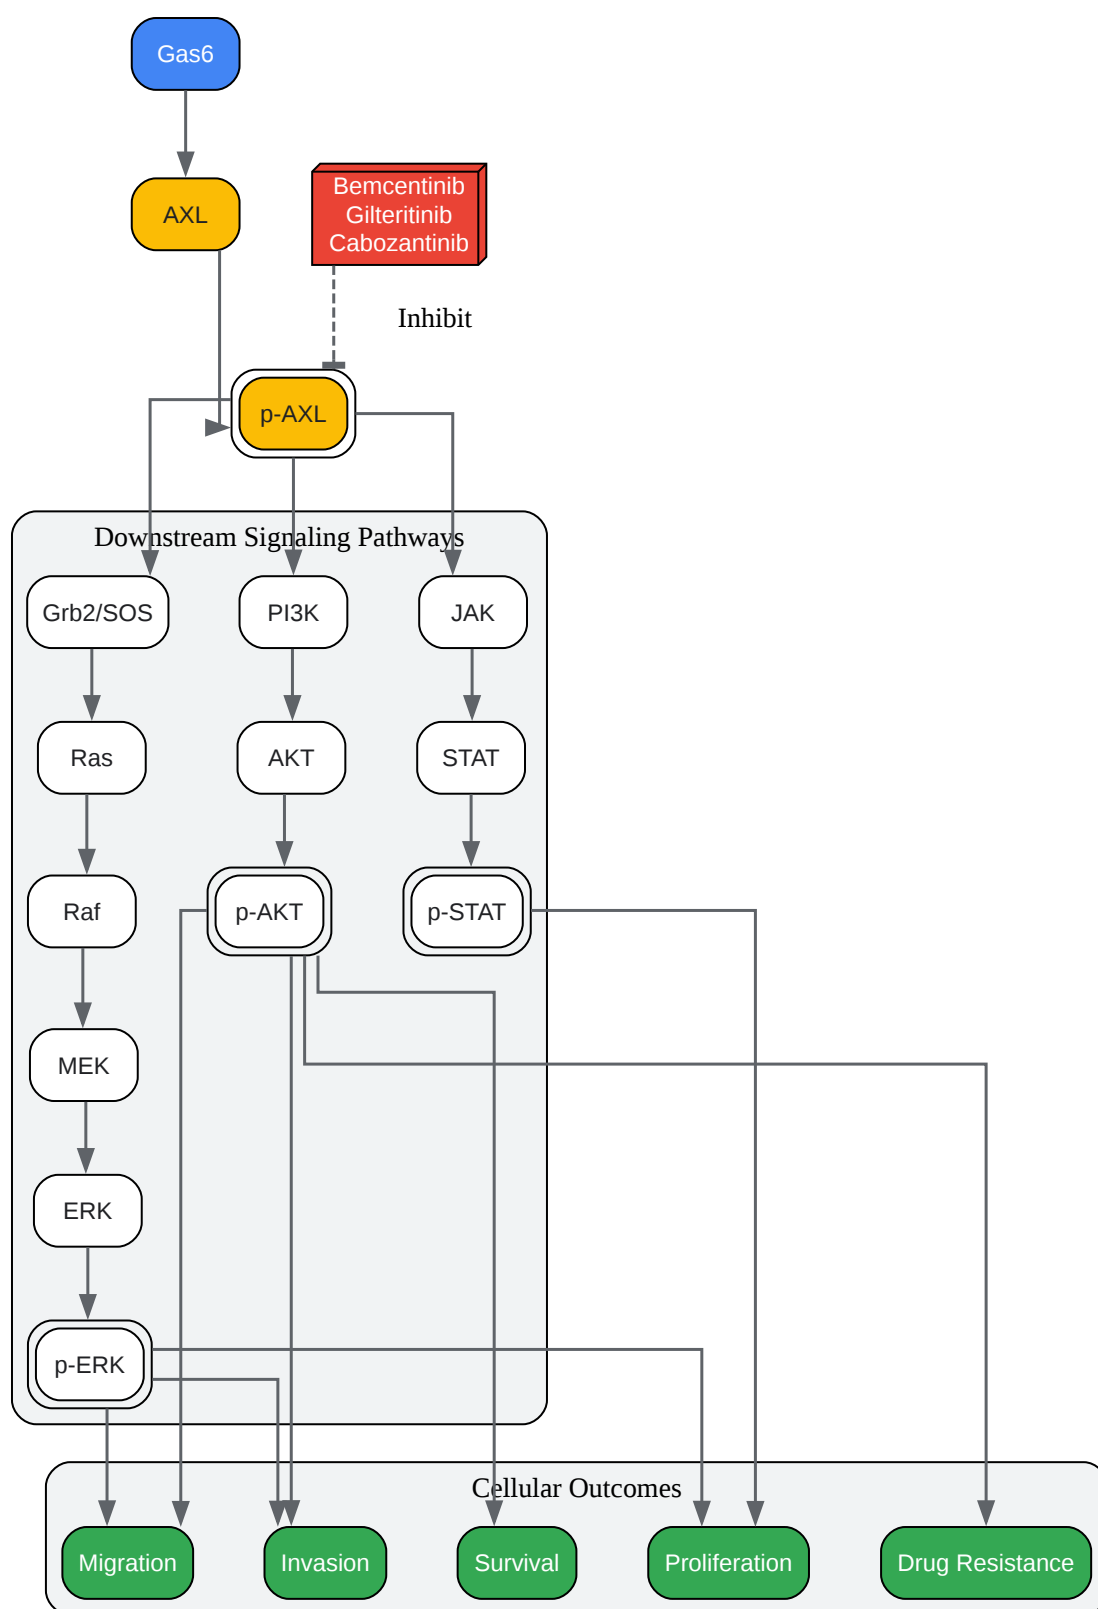 Gas6
AXL
Bemcentinib
Gilteritinib
Cabozantinib
Inhibit
p-AXL
Downstream Signaling Pathways
Grb2/SOS
PI3K
JAK
Ras
AKT
STAT
Raf
p-AKT
p-STAT
MEK
ERK
p-ERK
Cellular Outcomes
Migration
Invasion
Survival
Proliferation
Drug Resistance